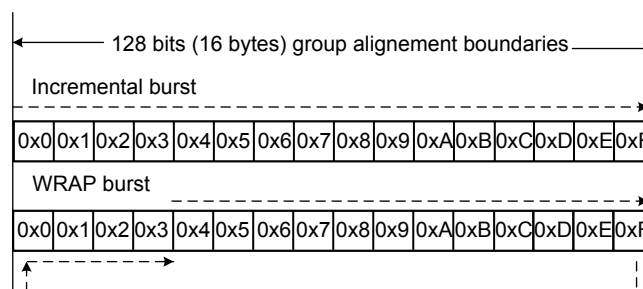 128 bits (16 bytes) group alignement boundaries
Incremental burst
0x0 0x1 0x2 0x3 0x4 0x5 0x6 0x7 0x8 0x9 0xA 0xB 0xC 0xD 0xE 0xF
WRAP burst
0x0 0x1 0x2 0x3 0x4 0x5 0x6 0x7 0x8 0x9 0xA 0xB 0xC 0xD 0xE 0xF